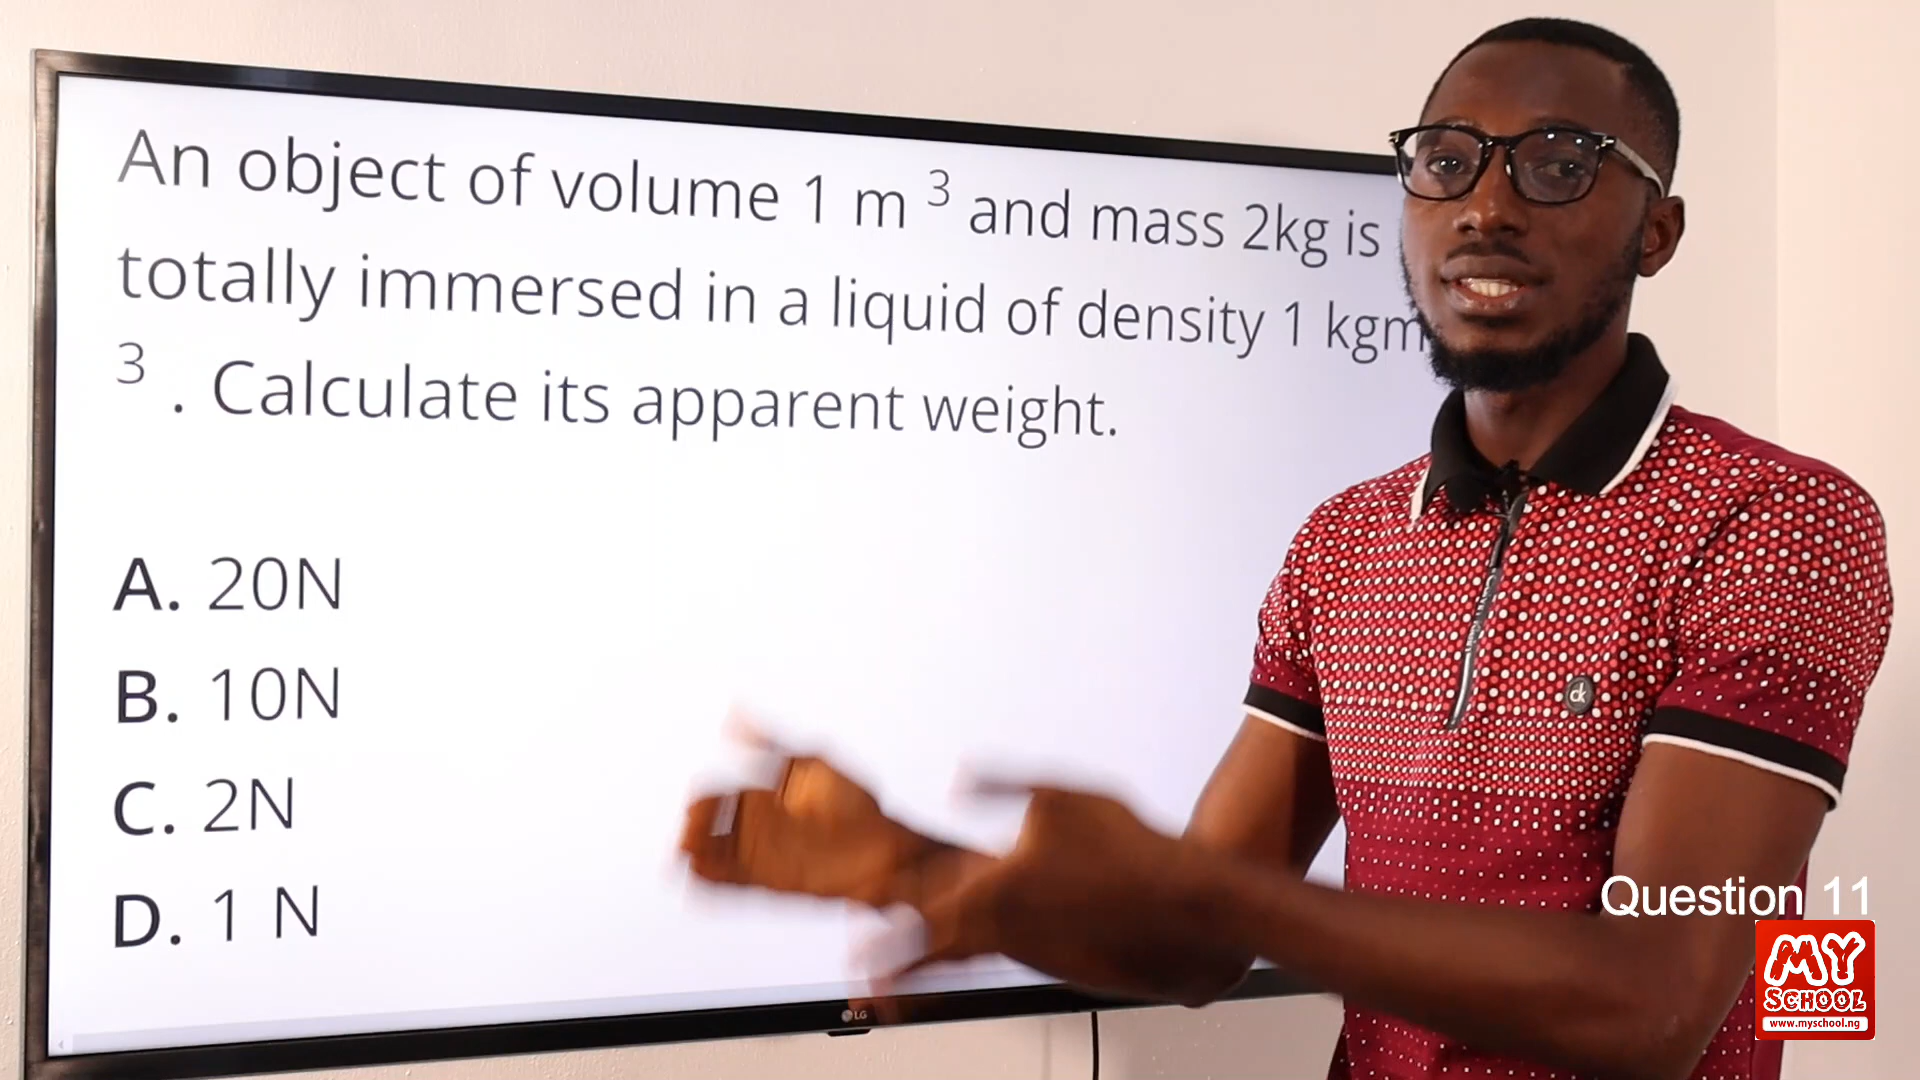 An object of volume 1 m 3 and mass 2kg is
totally immersed in a liquid of density 1 kgm
3 . Calculate its apparent weight.
A. 20N
B. 10N
C. 2N
D. 1 N
LG
dk
Question 11
MY
SCHOOL
www.myschool.ng